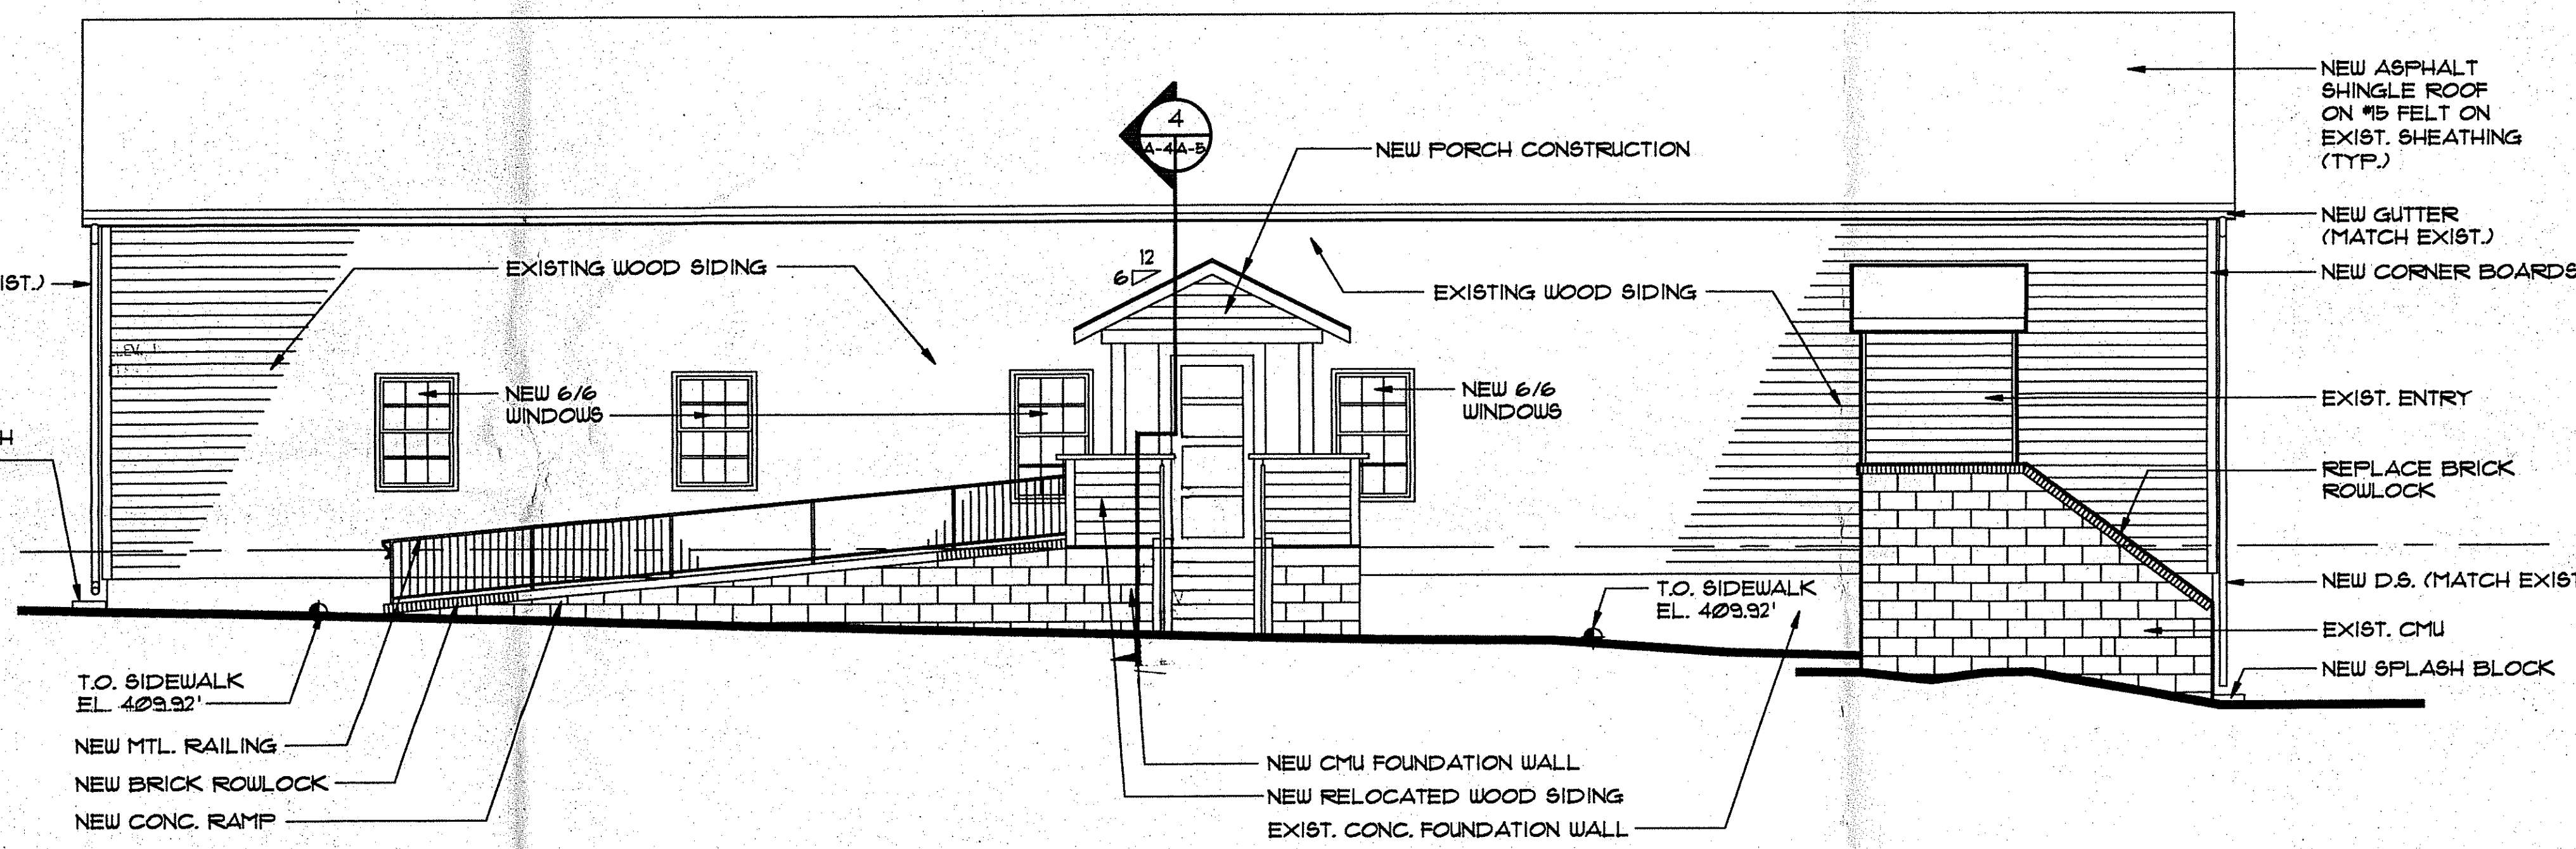 NEW ASPHALT
SHINGLE ROOF
ON #15 FELT ON
EXIST. SHEATHING
(TYP.)
4
A-4 A-5
NEW PORCH CONSTRUCTION
NEW GUTTER
(MATCH EXIST.)
IST.)
EXISTING WOOD SIDING
12
6
EXISTING WOOD SIDING
NEW CORNER BOARDS
NEW 6/6
WINDOWS
NEW 6/6
WINDOWS
EXIST. ENTRY
H
REPLACE BRICK
ROWLOCK
T.O. SIDEWALK
EL. 409.92'
NEW D.S. (MATCH EXIST
EXIST. CMU
NEW SPLASH BLOCK
T.O. SIDEWALK
EL. 409.92'
NEW MTL. RAILING
NEW BRICK ROWLOCK
NEW CONC. RAMP
NEW CMU FOUNDATION WALL
NEW RELOCATED WOOD SIDING
EXIST. CONC. FOUNDATION WALL